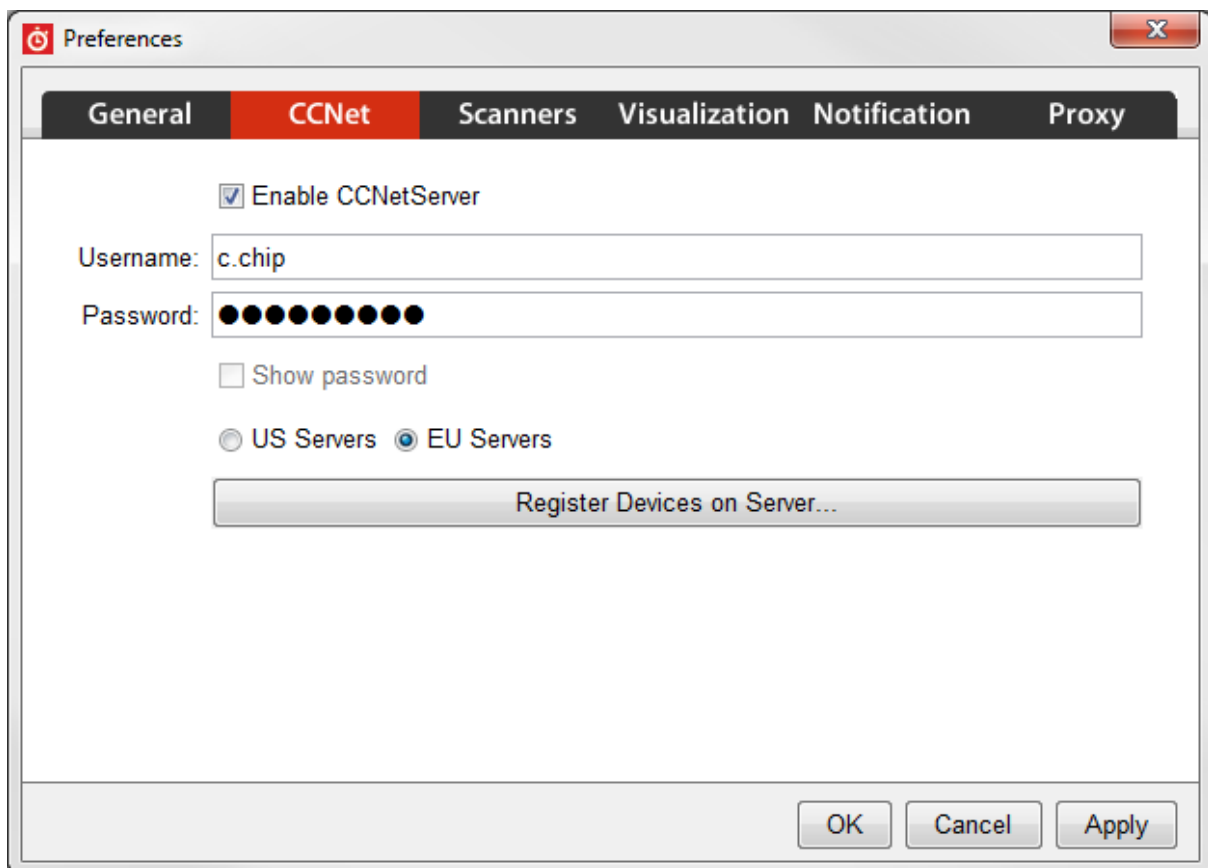 Preferences
General CCNet Scanners Visualization Notification Proxy
Enable CCNetServer
Username: c.chip
Password: ●●●●●●●●●
Show password
US Servers EU Servers
Register Devices on Server...
OK Cancel Apply